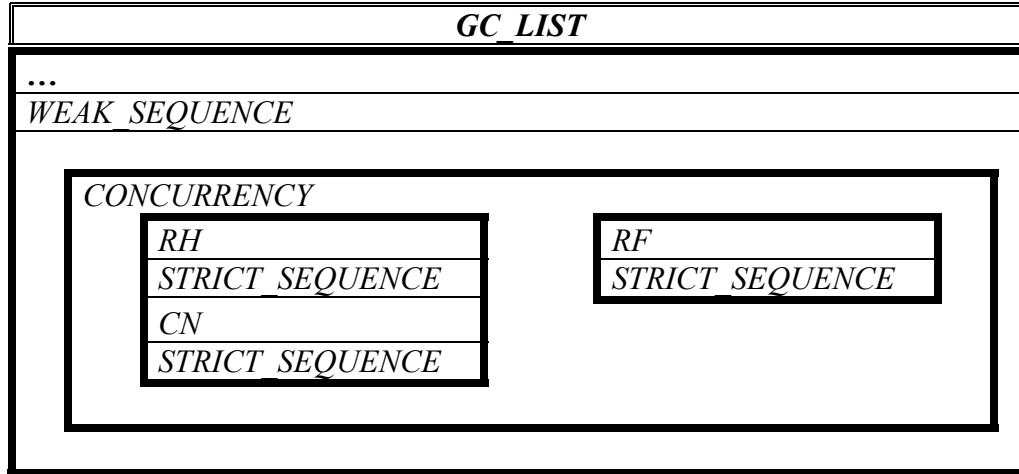 GC_LIST
...
WEAK_SEQUENCE
CONCURRENCY
RH
STRICT_SEQUENCE
CN
STRICT_SEQUENCE
RF
STRICT_SEQUENCE